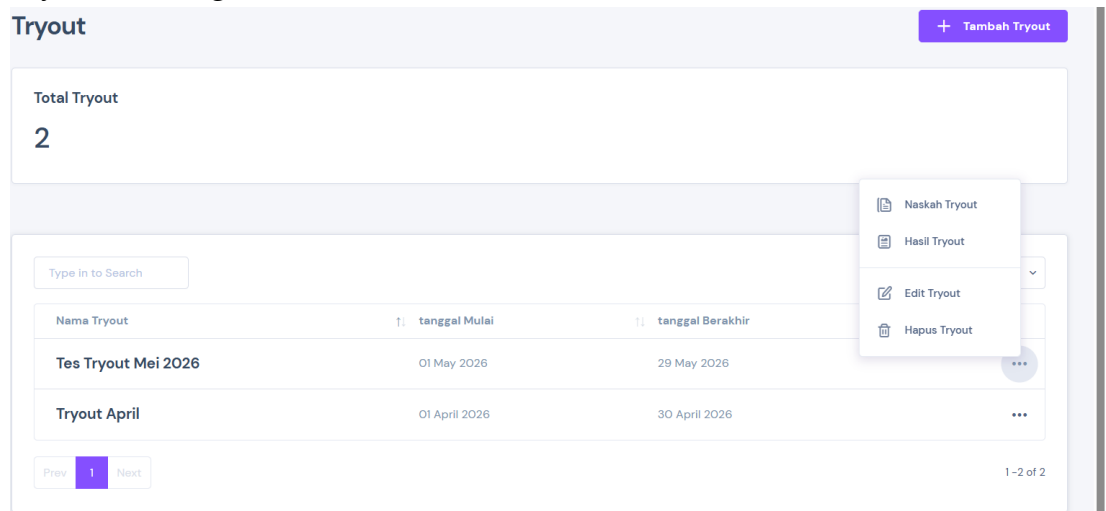 Tryout
+ Tambah Tryout
Total Tryout
2
Naskah Tryout
Hasil Tryout
Edit Tryout
Hapus Tryout
Type in to Search
Nama Tryout tanggal Mulai tanggal Berakhir
Tes Tryout Mei 2026 01 May 2026 29 May 2026
Tryout April 01 April 2026 30 April 2026
Prev 1 Next
1 - 2 of 2